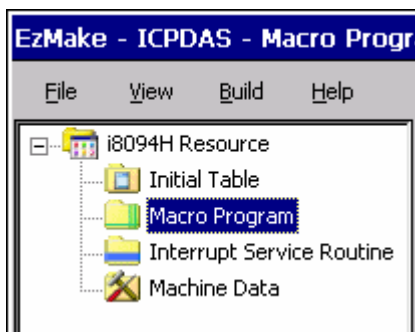 EzMake - ICPDAS - Macro Progr
File View Build Help
i8094H Resource
Initial Table
Macro Program
Interrupt Service Routine
Machine Data